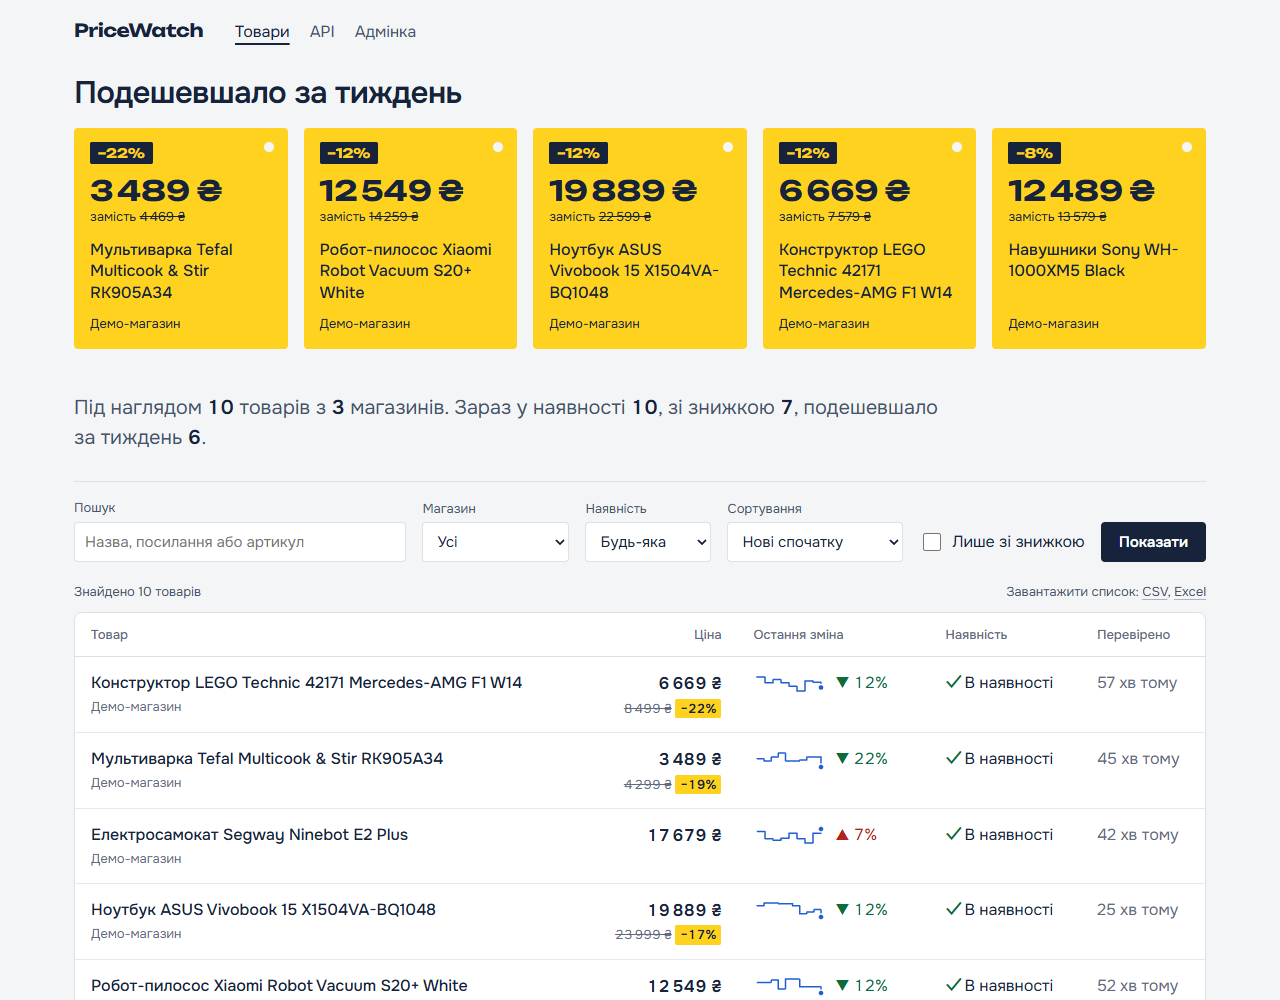 PriceWatch Товари API Адмінка
Подешевшало за тиждень
−22%
3 489 ₴
замість 4 469 ₴
Мультиварка Tefal
Multicook & Stir
RK905A34
Демо-магазин
−12%
12 549 ₴
замість 14 259 ₴
Робот-пилосос Xiaomi
Robot Vacuum S20+
White
Демо-магазин
−12%
19 889 ₴
замість 22 599 ₴
Ноутбук ASUS
Vivobook 15 X1504VA-
BQ1048
Демо-магазин
−12%
6 669 ₴
замість 7 579 ₴
Конструктор LEGO
Technic 42171
Mercedes-AMG F1 W14
Демо-магазин
−8%
12 489 ₴
замість 13 579 ₴
Навушники Sony WH-
1000XM5 Black
Демо-магазин
Під наглядом 10 товарів з 3 магазинів. Зараз у наявності 10, зі знижкою 7, подешевшало
за тиждень 6.
Пошук Магазин Наявність Сортування
Назва, посилання або артикул Усі Будь-яка Нові спочатку Лише зі знижкою Показати
Знайдено 10 товарів Завантажити список: CSV, Excel
Товар Ціна Остання зміна Наявність Перевірено
Конструктор LEGO Technic 42171 Mercedes-AMG F1 W14 6 669 ₴ ▼ 12% В наявності 57 хв тому
Демо-магазин 8 499 ₴ −22%
Мультиварка Tefal Multicook & Stir RK905A34 3 489 ₴ ▼ 22% В наявності 45 хв тому
Демо-магазин 4 299 ₴ −19%
Електросамокат Segway Ninebot E2 Plus 17 679 ₴ ▲ 7% В наявності 42 хв тому
Демо-магазин
Ноутбук ASUS Vivobook 15 X1504VA-BQ1048 19 889 ₴ ▼ 12% В наявності 25 хв тому
Демо-магазин 23 999 ₴ −17%
Робот-пилосос Xiaomi Robot Vacuum S20+ White 12 549 ₴ ▼ 12% В наявності 52 хв тому